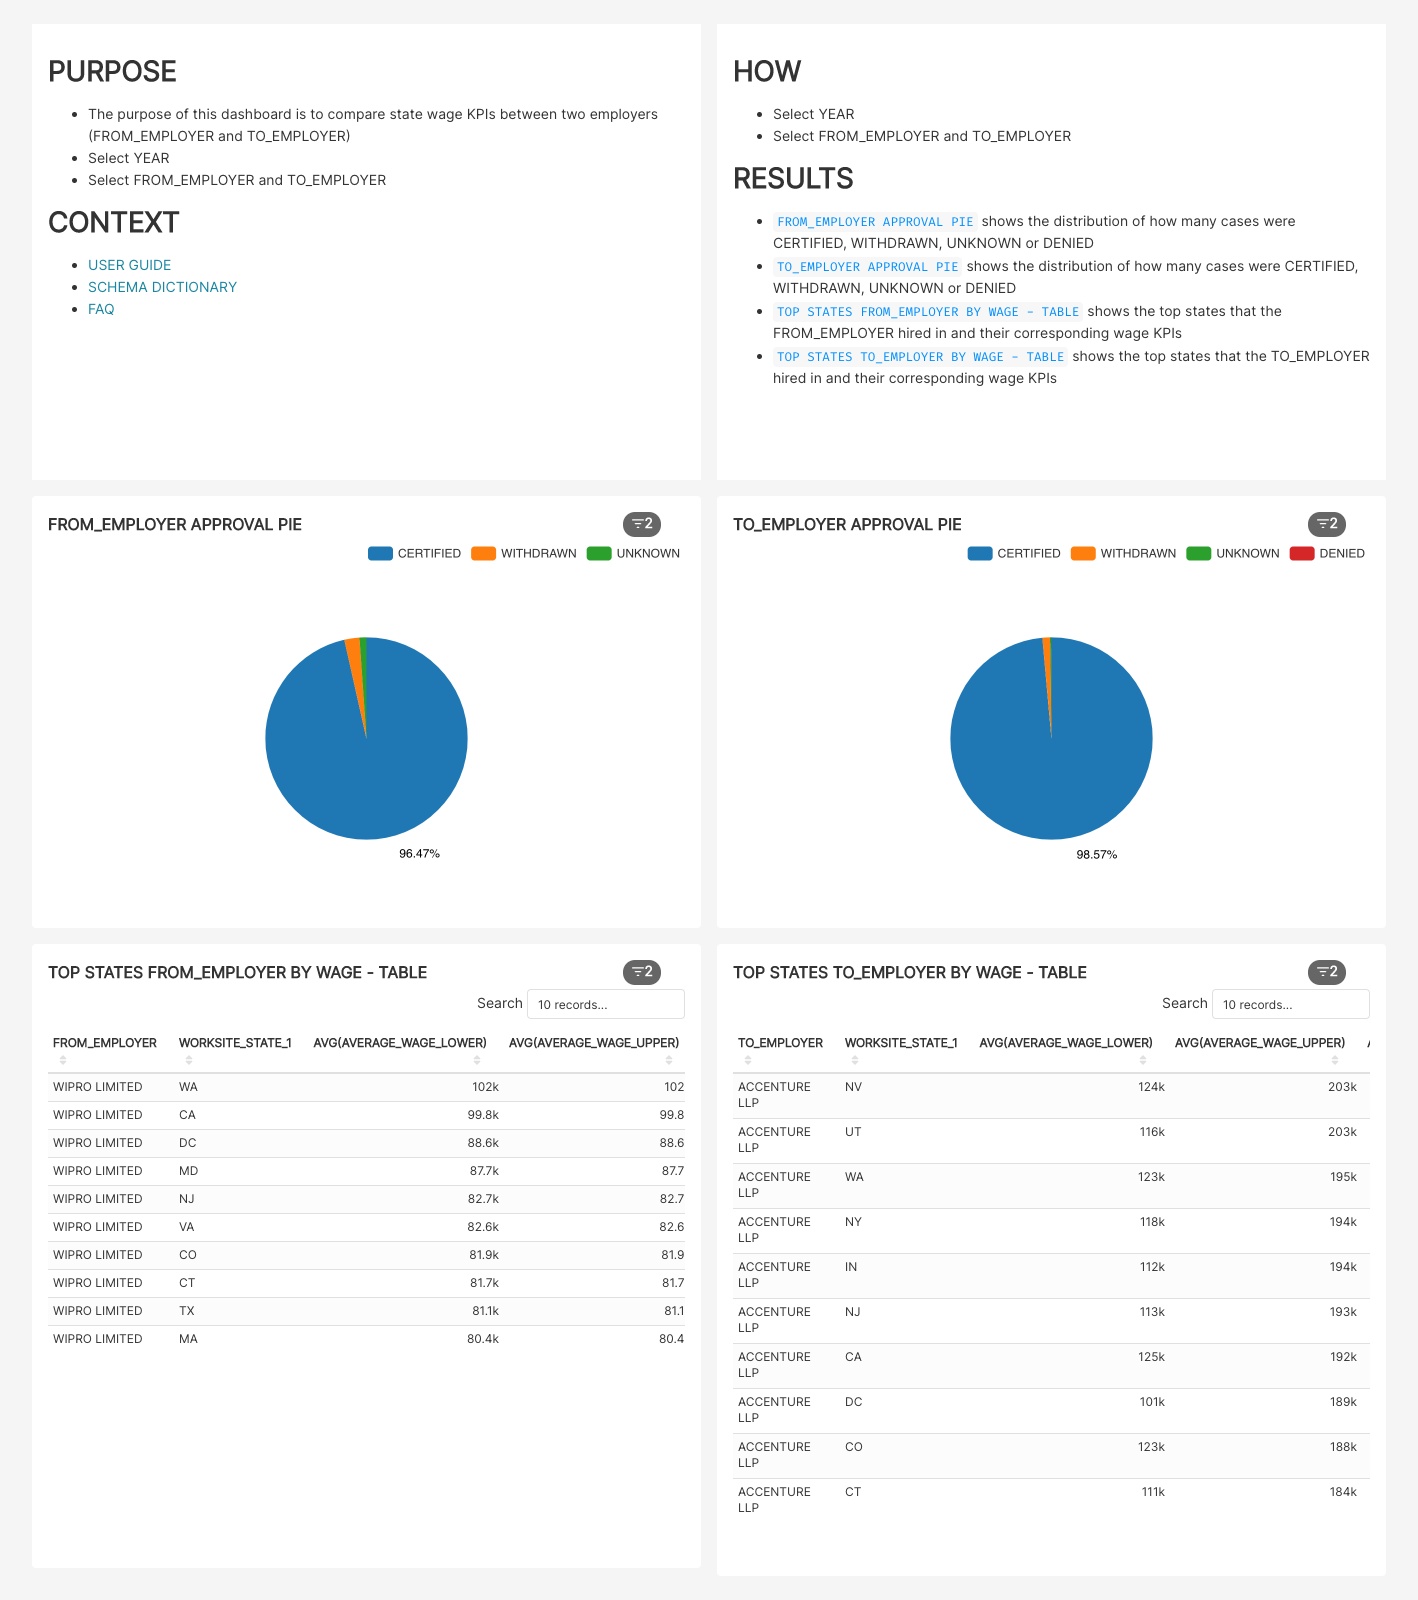 PURPOSE
The purpose of this dashboard is to compare state wage KPIs between two employers
(FROM_EMPLOYER and TO_EMPLOYER)
Select YEAR
Select FROM_EMPLOYER and TO_EMPLOYER
CONTEXT
USER GUIDE
SCHEMA DICTIONARY
FAQ
HOW
Select YEAR
Select FROM_EMPLOYER and TO_EMPLOYER
RESULTS
FROM_EMPLOYER APPROVAL PIE shows the distribution of how many cases were
CERTIFIED, WITHDRAWN, UNKNOWN or DENIED
TO_EMPLOYER APPROVAL PIE shows the distribution of how many cases were CERTIFIED,
WITHDRAWN, UNKNOWN or DENIED
TOP STATES FROM_EMPLOYER BY WAGE - TABLE shows the top states that the
FROM_EMPLOYER hired in and their corresponding wage KPIs
TOP STATES TO_EMPLOYER BY WAGE - TABLE shows the top states that the TO_EMPLOYER
hired in and their corresponding wage KPIs
FROM_EMPLOYER APPROVAL PIE 2
CERTIFIED WITHDRAWN UNKNOWN
96.47%
TO_EMPLOYER APPROVAL PIE 2
CERTIFIED WITHDRAWN UNKNOWN DENIED
98.57%
TOP STATES FROM_EMPLOYER BY WAGE - TABLE 2
Search 10 records...
FROM_EMPLOYER WORKSITE_STATE_1 AVG(AVERAGE_WAGE_LOWER) AVG(AVERAGE_WAGE_UPPER)
WIPRO LIMITED WA 102k 102
WIPRO LIMITED CA 99.8k 99.8
WIPRO LIMITED DC 88.6k 88.6
WIPRO LIMITED MD 87.7k 87.7
WIPRO LIMITED NJ 82.7k 82.7
WIPRO LIMITED VA 82.6k 82.6
WIPRO LIMITED CO 81.9k 81.9
WIPRO LIMITED CT 81.7k 81.7
WIPRO LIMITED TX 81.1k 81.1
WIPRO LIMITED MA 80.4k 80.4
TOP STATES TO_EMPLOYER BY WAGE - TABLE 2
Search 10 records...
TO_EMPLOYER WORKSITE_STATE_1 AVG(AVERAGE_WAGE_LOWER) AVG(AVERAGE_WAGE_UPPER)
ACCENTURE NV 124k 203k
LLP
ACCENTURE UT 116k 203k
LLP
ACCENTURE WA 123k 195k
LLP
ACCENTURE NY 118k 194k
LLP
ACCENTURE IN 112k 194k
LLP
ACCENTURE NJ 113k 193k
LLP
ACCENTURE CA 125k 192k
LLP
ACCENTURE DC 101k 189k
LLP
ACCENTURE CO 123k 188k
LLP
ACCENTURE CT 111k 184k
LLP